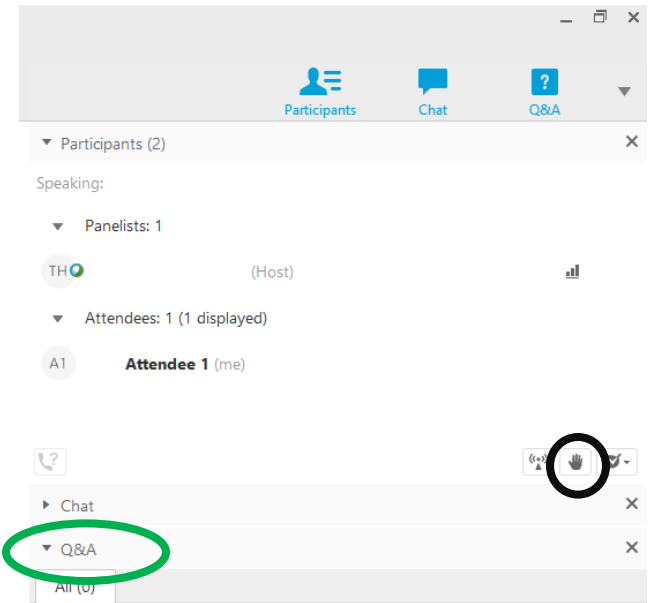 ?
Participants Chat Q&A
Participants (2)
Speaking:
Panelists: 1
TH (Host)
Attendees: 1 (1 displayed)
A1 Attendee 1 (me)
?
Chat
Q&A
All (0)